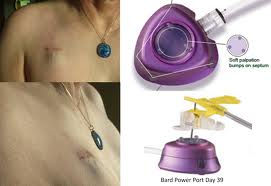 Soft palpation
bumps on septum
Bard Power Port Day 39